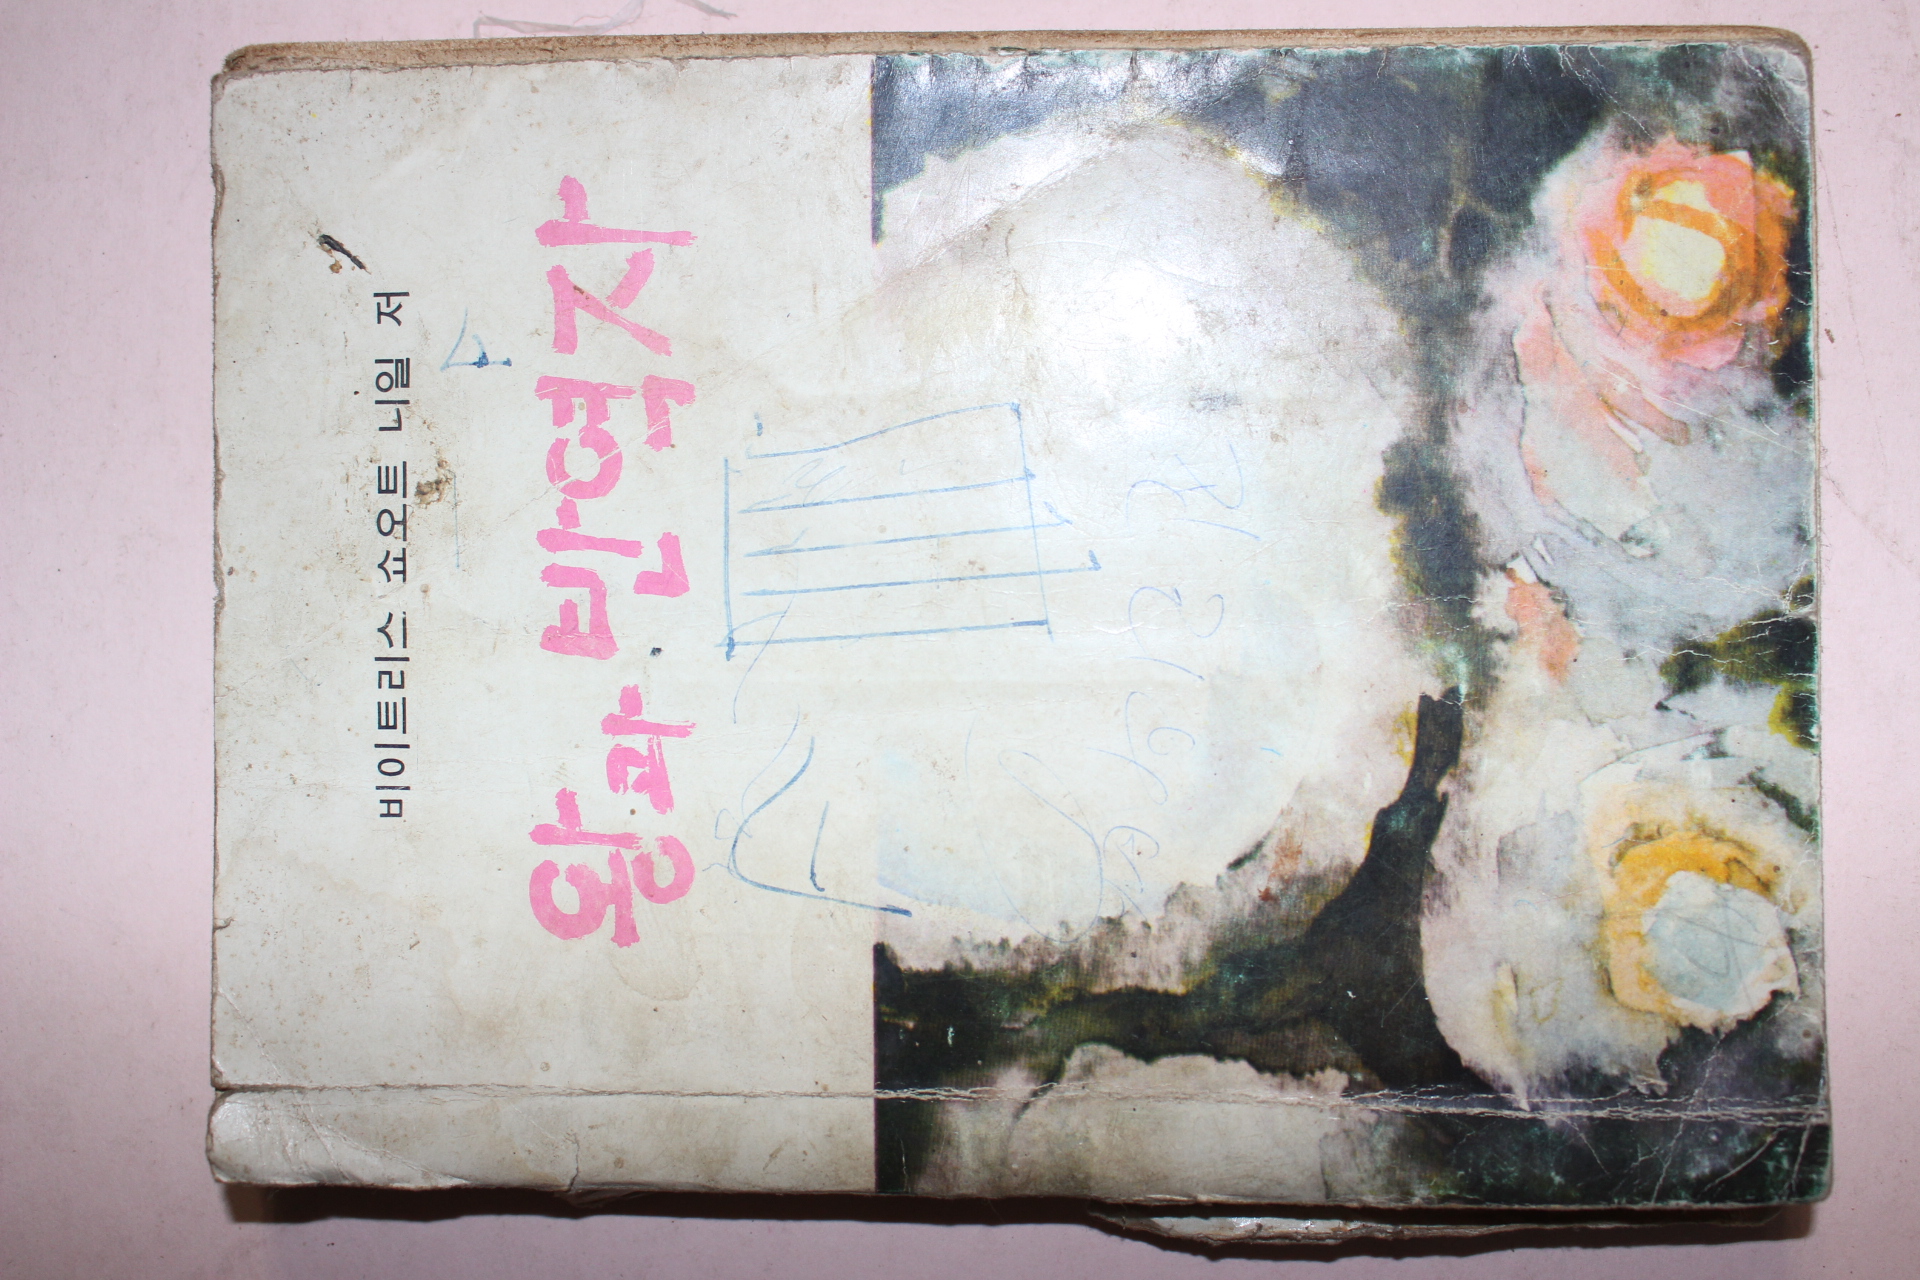 비이트리스 쇼오트 니일 저
왕과 반역자